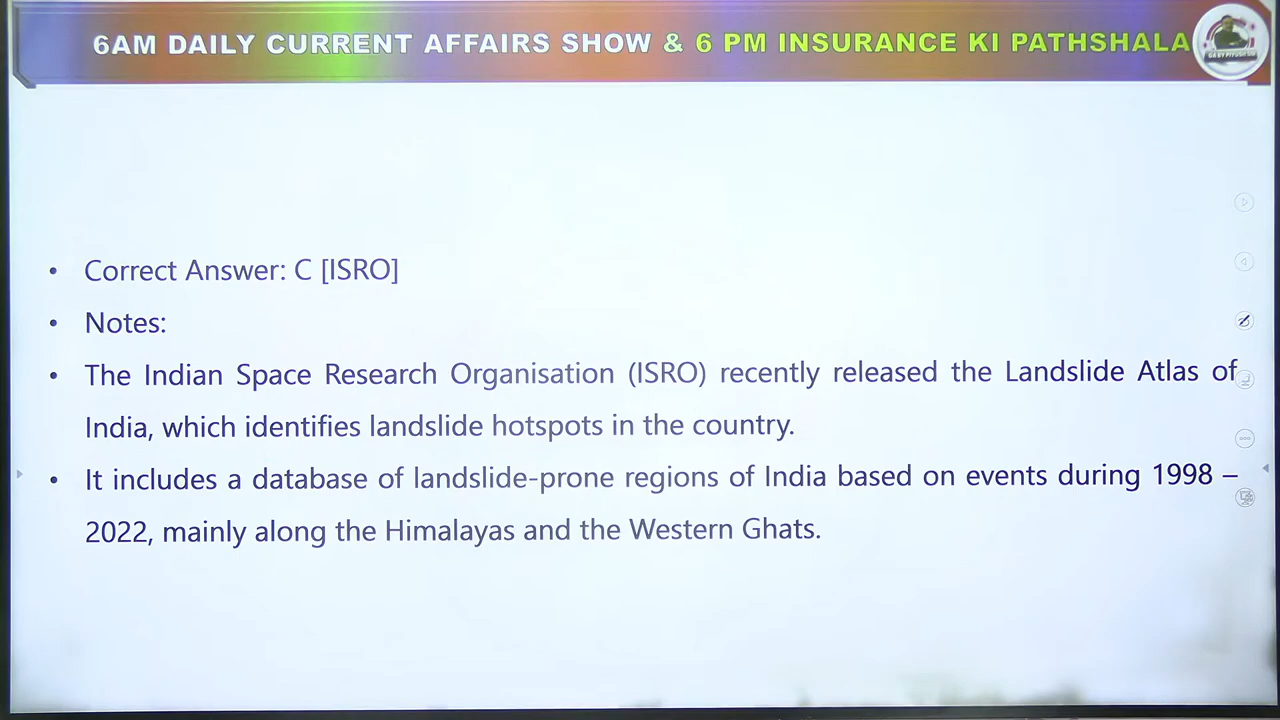 6AM DAILY CURRENT AFFAIRS SHOW & 6 PM INSURANCE KI PATHSHALA
• Correct Answer: C [ISRO]
• Notes:
• The Indian Space Research Organisation (ISRO) recently released the Landslide Atlas of
India, which identifies landslide hotspots in the country.
• It includes a database of landslide-prone regions of India based on events during 1998 –
2022, mainly along the Himalayas and the Western Ghats.